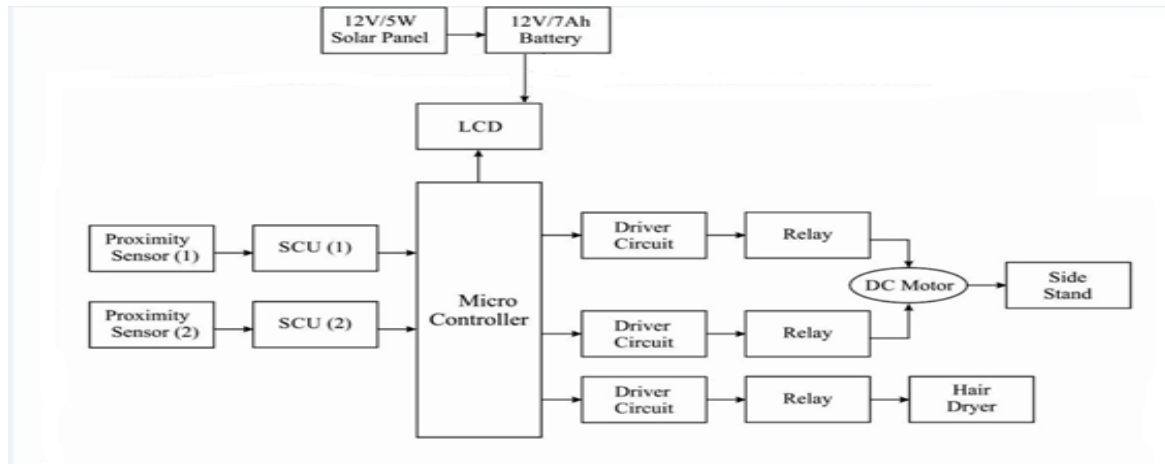 12V/5W
Solar Panel
12V/7Ah
Battery
LCD
Proximity
Sensor (1)
SCU (1)
Proximity
Sensor (2)
SCU (2)
Micro
Controller
Driver
Circuit
Relay
Driver
Circuit
Relay
DC Motor
Side
Stand
Driver
Circuit
Relay
Hair
Dryer